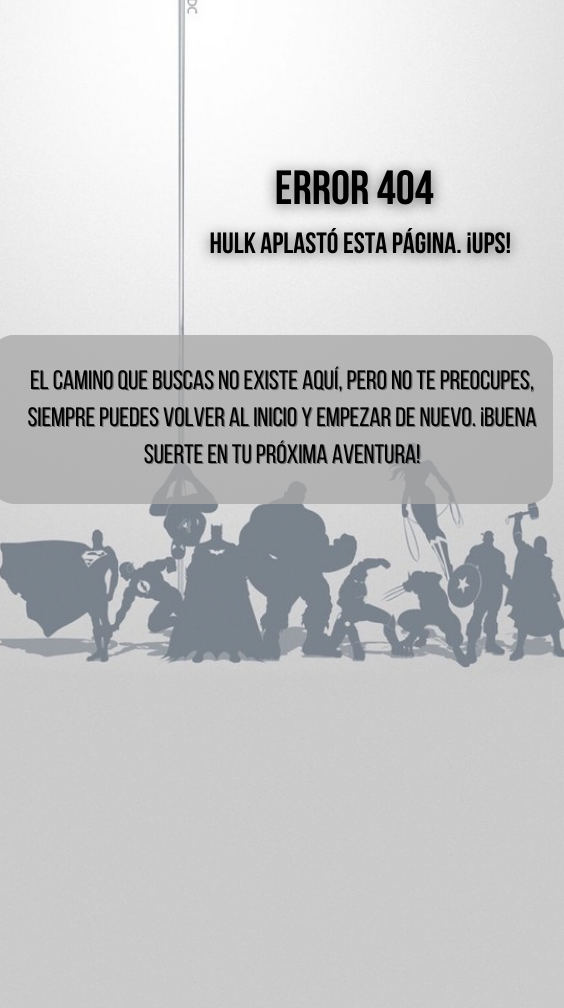 DC
ERROR 404
HULK APLASTÓ ESTA PÁGINA. ¡UPS!
EL CAMINO QUE BUSCAS NO EXISTE AQUÍ, PERO NO TE PREOCUPES,
SIEMPRE PUEDES VOLVER AL INICIO Y EMPEZAR DE NUEVO. ¡BUENA
SUERTE EN TU PRÓXIMA AVENTURA!